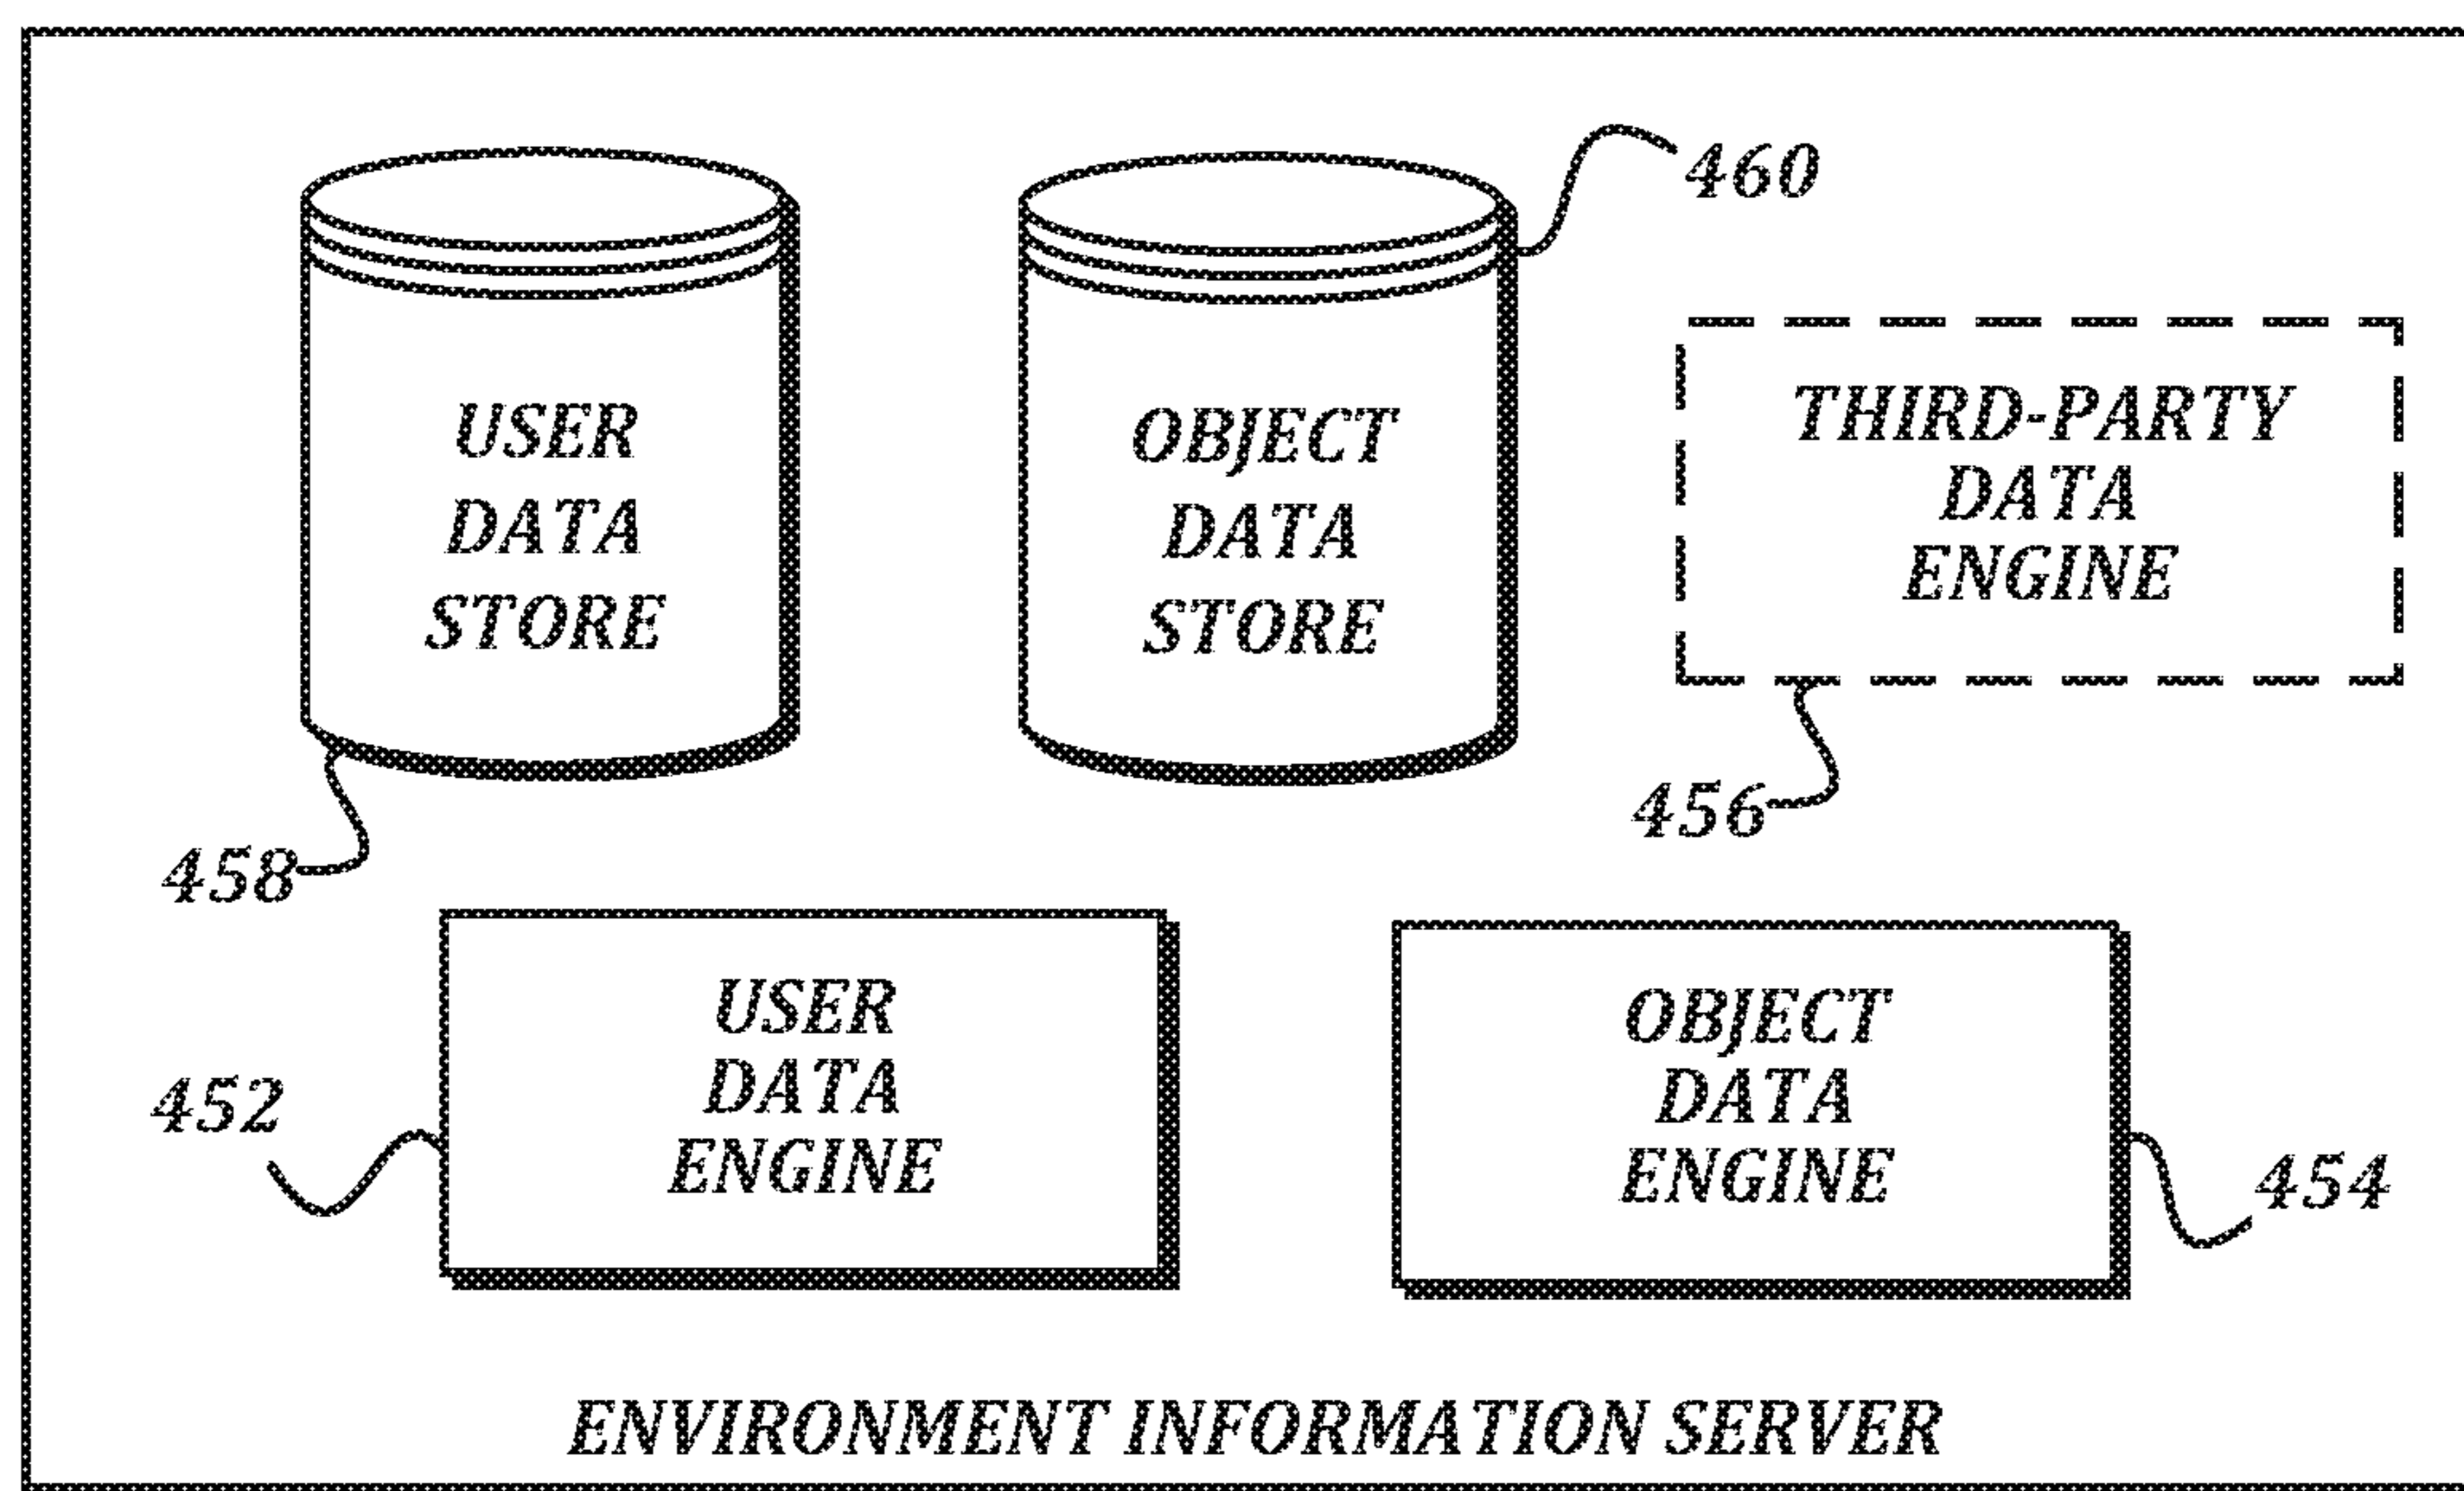 460
USER
DATA
STORE
OBJECT
DATA
STORE
THIRD-PARTY
DATA
ENGINE
458
456
USER
DATA
ENGINE
OBJECT
DATA
ENGINE
452
454
ENVIRONMENT INFORMATION SERVER